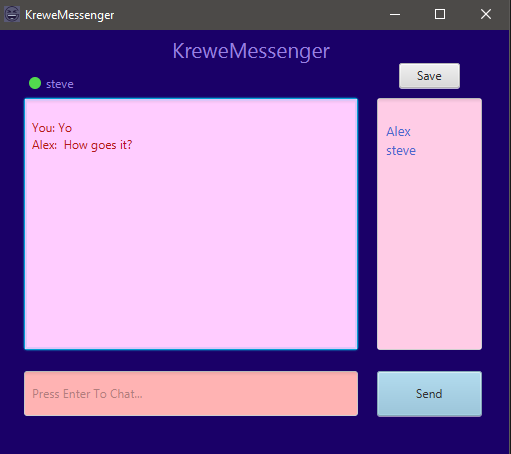 KreweMessenger
KreweMessenger
Save
steve
You: Yo
Alex:  How goes it?
Alex
steve
Press Enter To Chat...
Send